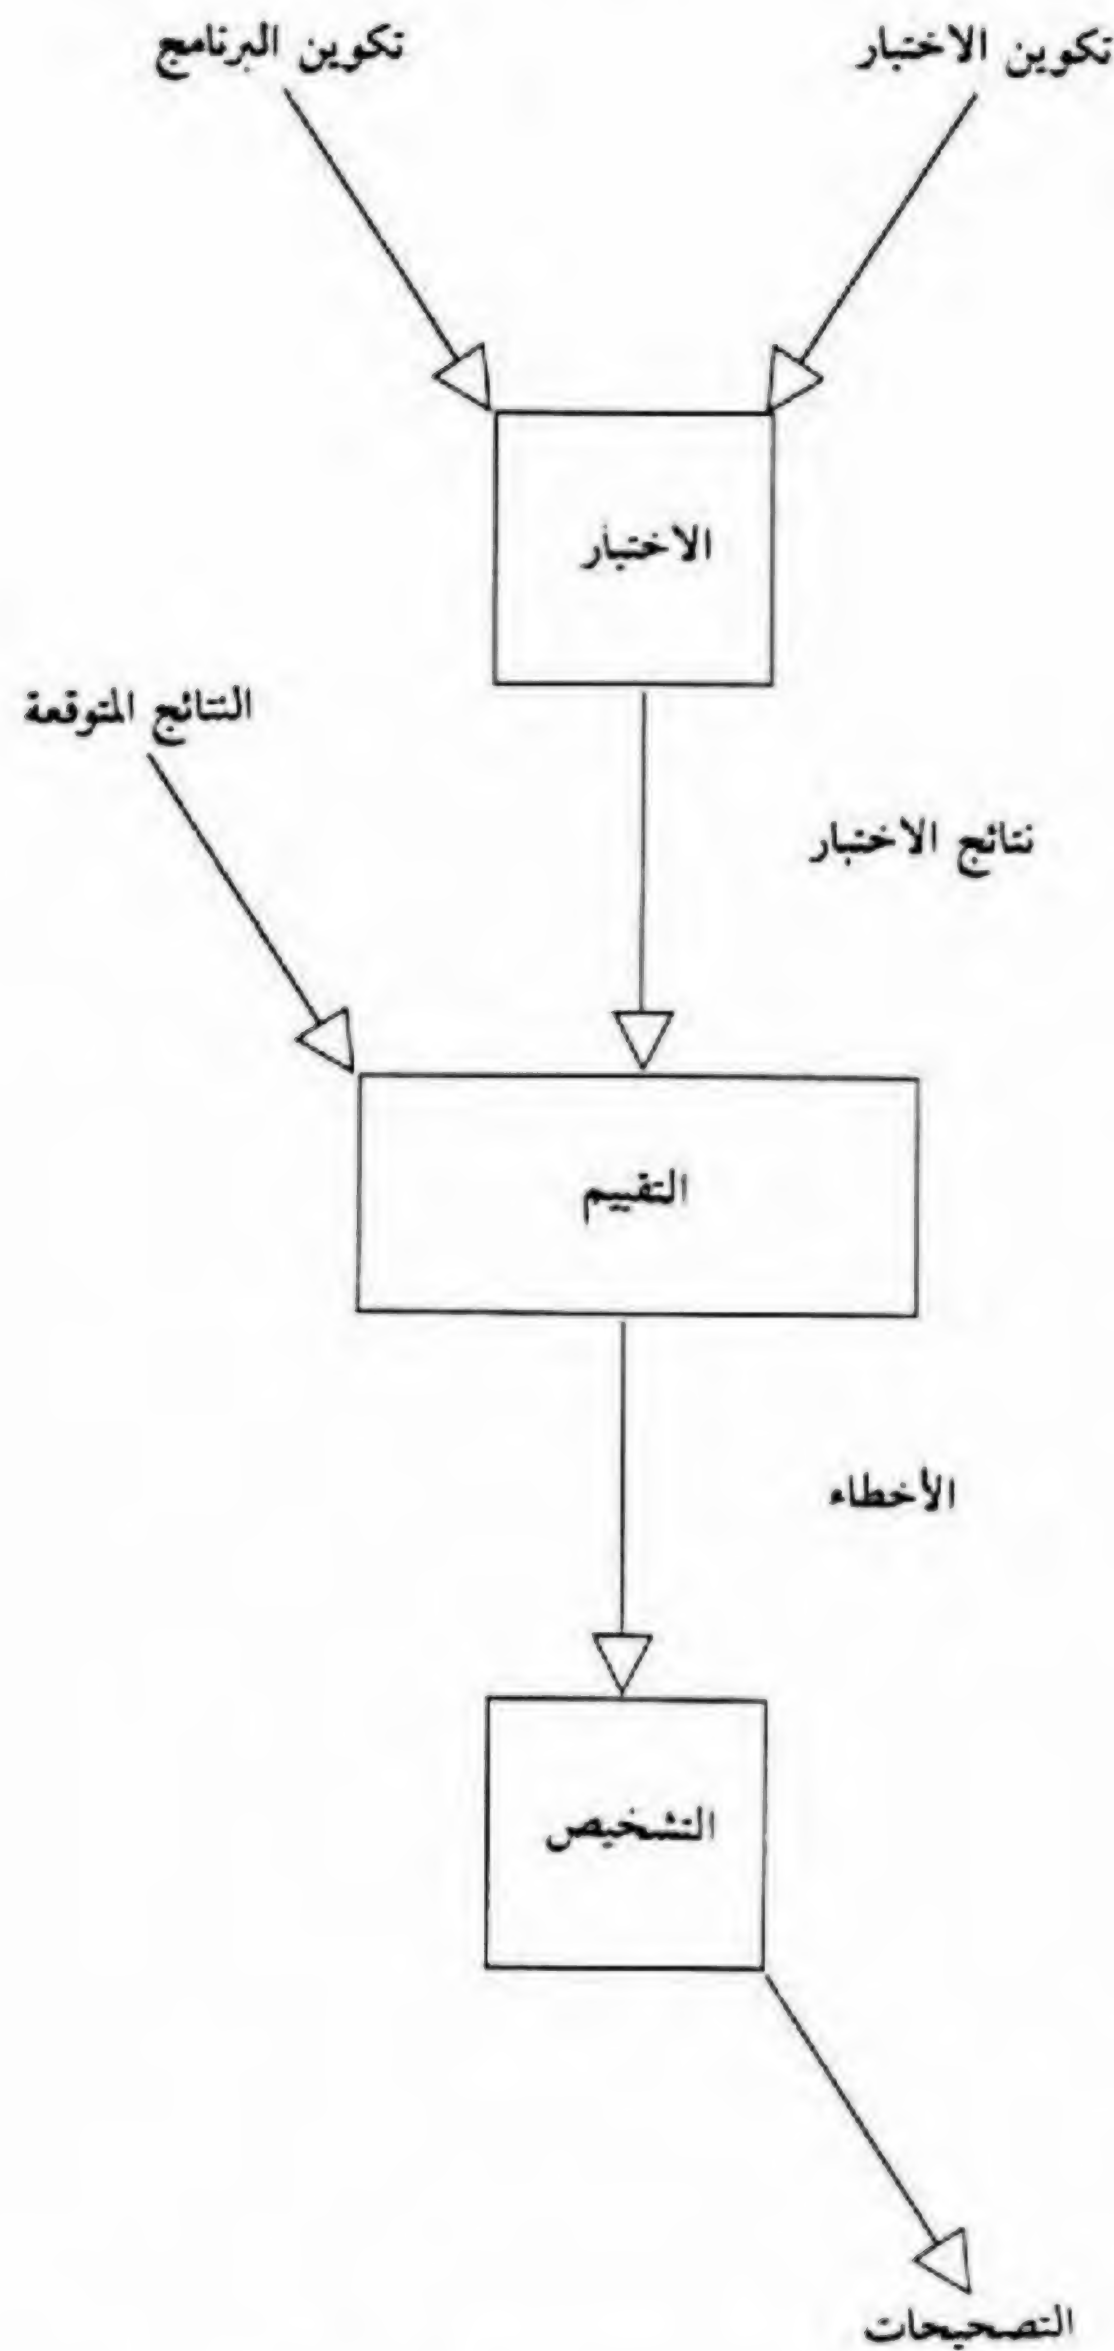 تكوين الاختبار
تكوين البرنامج
الاختبار
النتائج المتوقعة
نتائج الاختبار
التقييم
الأخطاء
التشخيص
التصحيحات